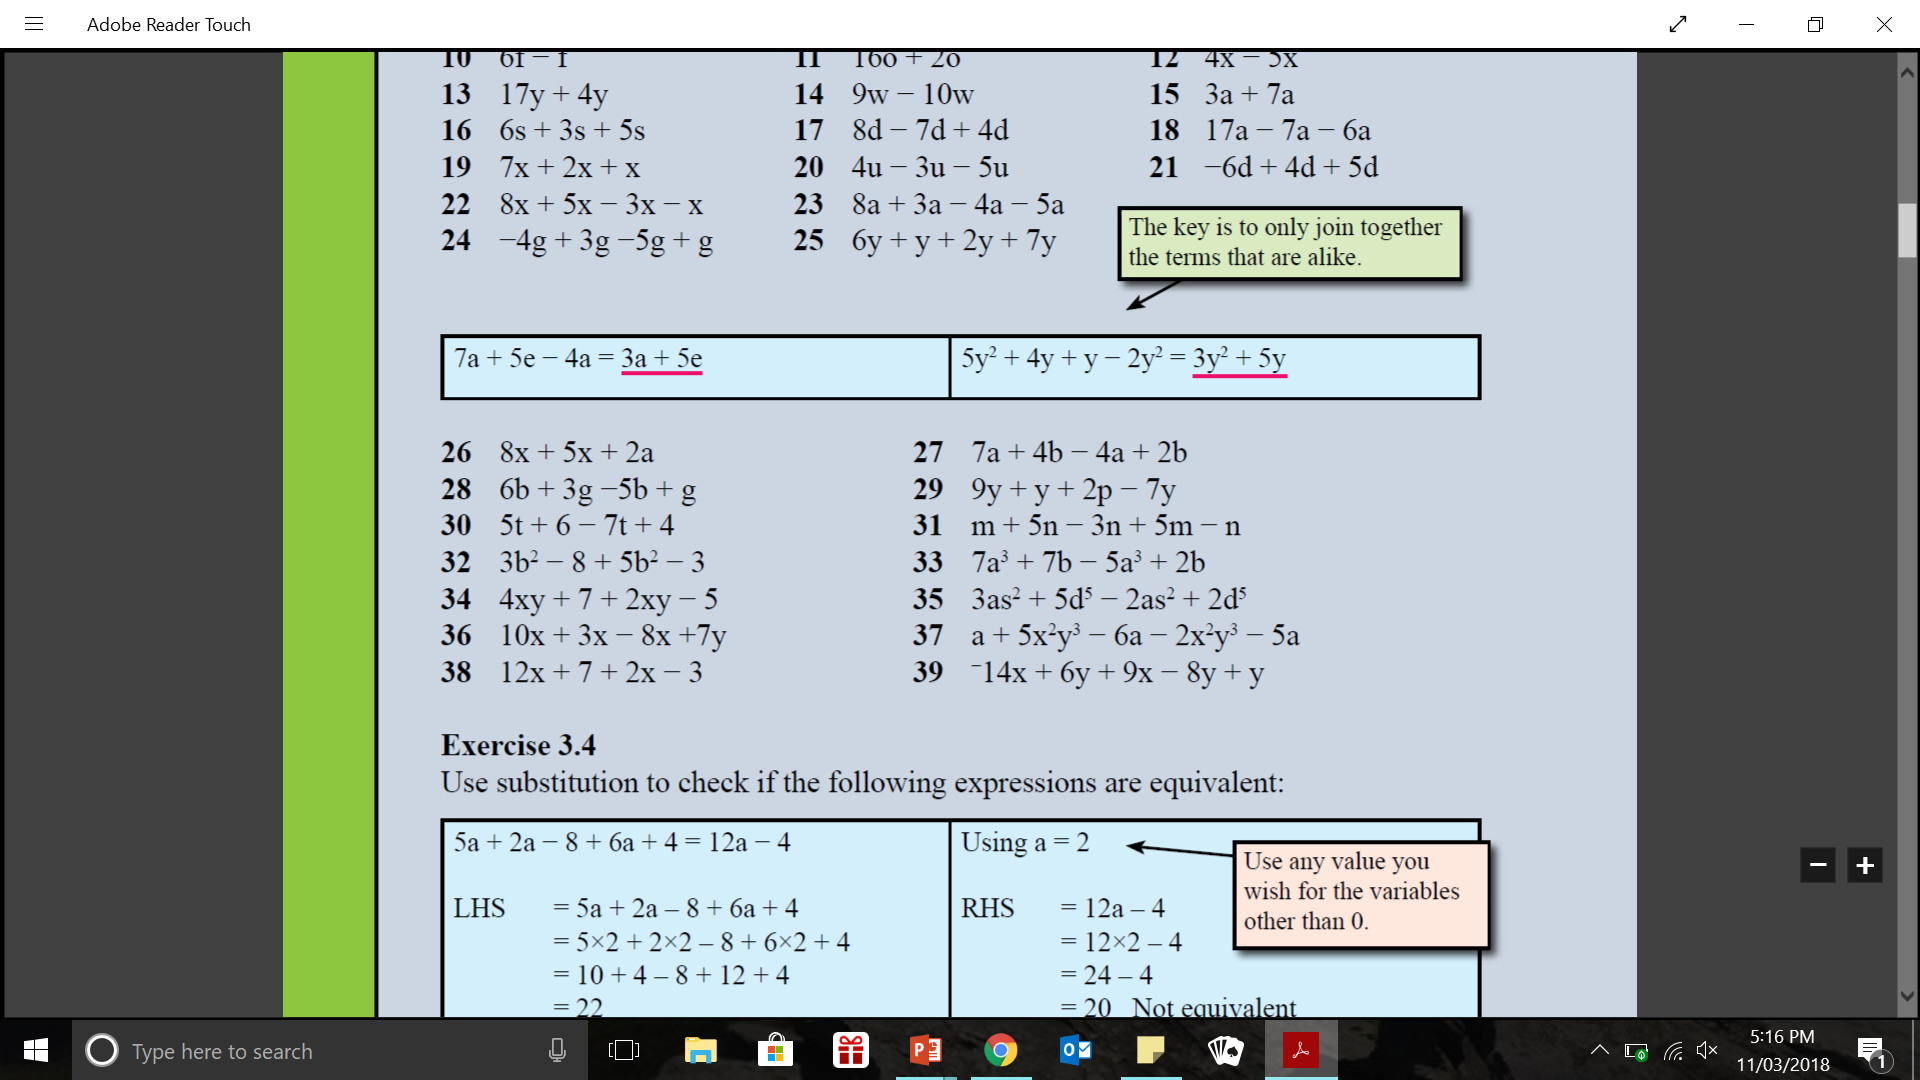 Adobe Reader Touch
10 6f − f 11 16o + 2o 12 4x − 5x
13 17y + 4y 14 9w − 10w 15 3a + 7a
16 6s + 3s + 5s 17 8d − 7d + 4d 18 17a − 7a − 6a
19 7x + 2x + x 20 4u − 3u − 5u 21 −6d + 4d + 5d
22 8x + 5x − 3x − x 23 8a + 3a − 4a − 5a
24 −4g + 3g −5g + g 25 6y + y + 2y + 7y
The key is to only join together
the terms that are alike.
7a + 5e − 4a = 3a + 5e 5y² + 4y + y − 2y² = 3y² + 5y
26 8x + 5x + 2a 27 7a + 4b − 4a + 2b
28 6b + 3g −5b + g 29 9y + y + 2p − 7y
30 5t + 6 − 7t + 4 31 m + 5n − 3n + 5m − n
32 3b² − 8 + 5b² − 3 33 7a³ + 7b − 5a³ + 2b
34 4xy + 7 + 2xy − 5 35 3as² + 5d⁵ − 2as² + 2d⁵
36 10x + 3x − 8x +7y 37 a + 5x²y³ − 6a − 2x²y³ − 5a
38 12x + 7 + 2x − 3 39 ⁻14x + 6y + 9x − 8y + y
Exercise 3.4
Use substitution to check if the following expressions are equivalent:
5a + 2a − 8 + 6a + 4 = 12a − 4 Using a = 2
Use any value you
wish for the variables
other than 0.
LHS = 5a + 2a – 8 + 6a + 4 RHS = 12a – 4
= 5×2 + 2×2 – 8 + 6×2 + 4 = 12×2 – 4
= 10 + 4 – 8 + 12 + 4 = 24 – 4
= 22 = 20 Not equivalent
Type here to search
5:16 PM
11/03/2018
1